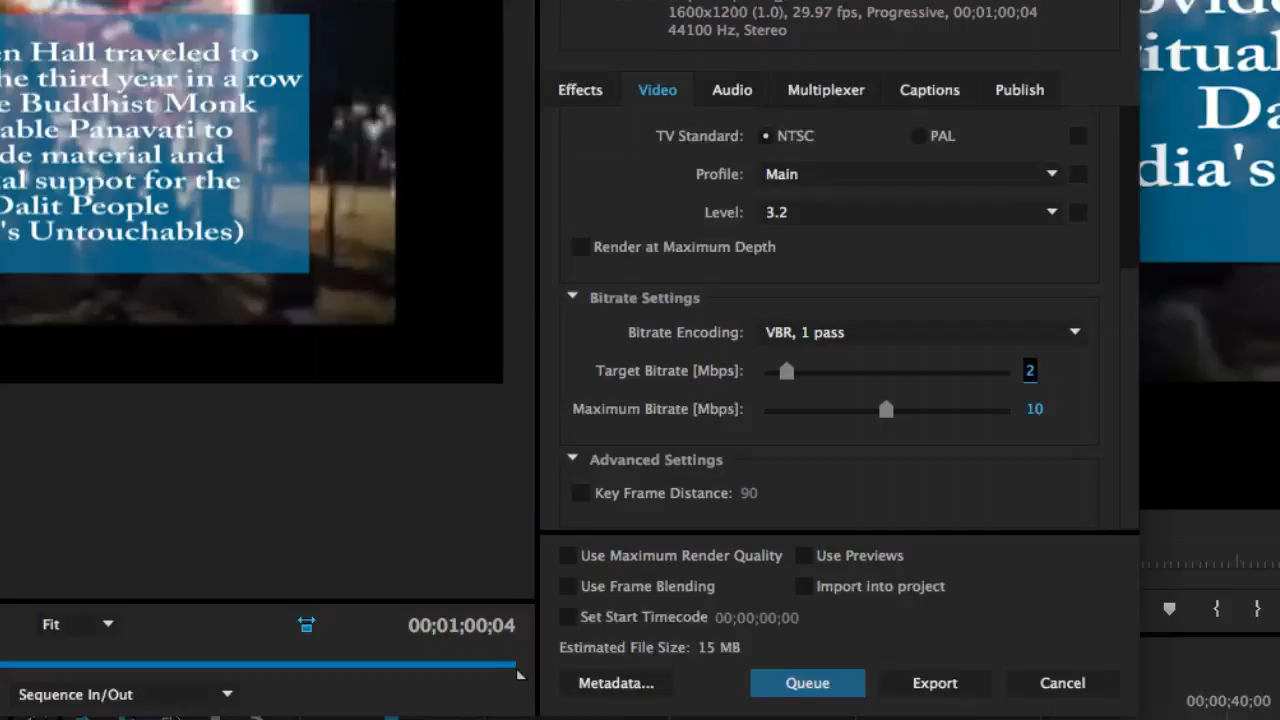 en Hall traveled to
he third year in a row
e Buddhist Monk
able Panavati to
de material and
al suppot for the
Dalit People
's Untouchables)
1600x1200 (1.0), 29.97 fps, Progressive, 00;01;00;04
44100 Hz, Stereo
Effects Video Audio Multiplexer Captions Publish
TV Standard: NTSC PAL
Profile: Main
Level: 3.2
Render at Maximum Depth
Bitrate Settings
Bitrate Encoding: VBR, 1 pass
Target Bitrate [Mbps]: 2
Maximum Bitrate [Mbps]: 10
Advanced Settings
Key Frame Distance: 90
Use Maximum Render Quality Use Previews
Use Frame Blending Import into project
Set Start Timecode 00;00;00;00
Estimated File Size: 15 MB
Metadata... Queue Export Cancel
Fit 00;01;00;04
Sequence In/Out
ovide
ritual
Da
dia's
00;00;40;00